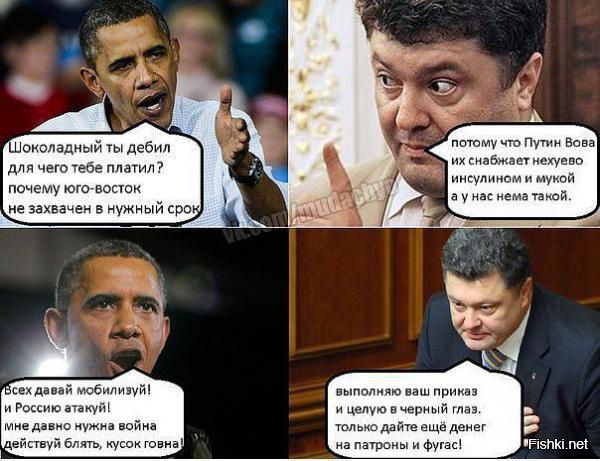 Шоколадный ты дебил
для чего тебе платил?
почему юго-восток
не захвачен в нужный срок
потому что Путин Вова
их снабжает нехуево
инсулином и мукой
а у нас нема такой.
Всех давай мобилизуй!
и Россию атакуй!
мне давно нужна война
действуй блять, кусок говна!
выполняю ваш приказ
и целую в черный глаз.
только дайте ещё денег
на патроны и фугас!
Fishki.net